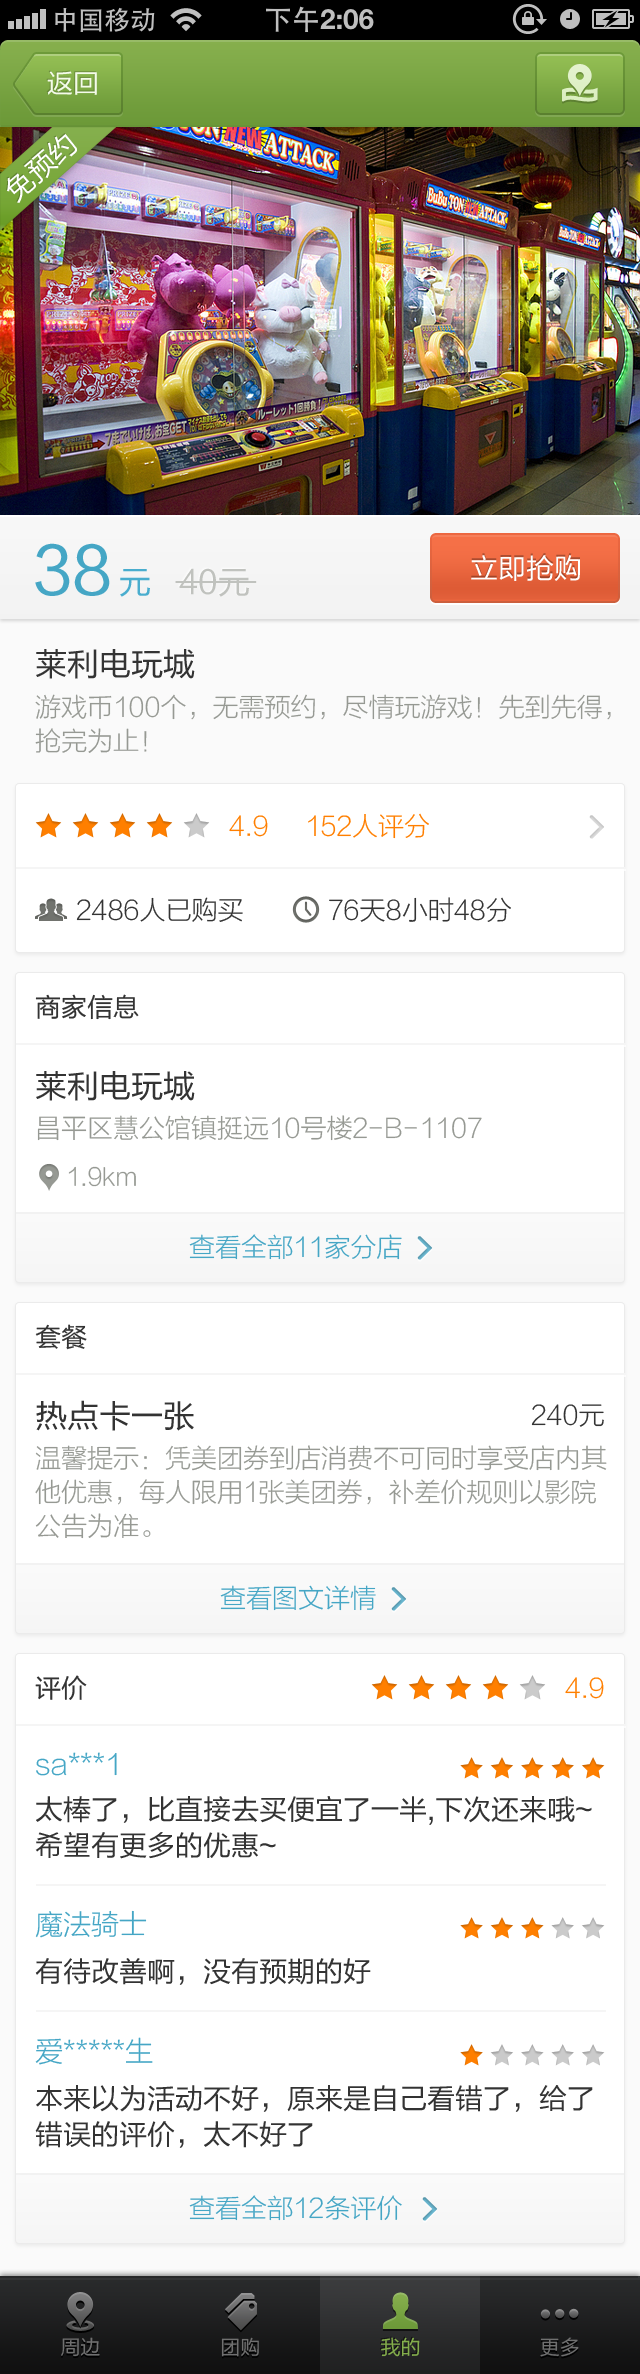 中国移动 下午2:06
返回
免预约
BuBu-TON NEW ATTACK
BuBu-TON NEW ATTACK
38元 40元 立即抢购
莱利电玩城
游戏币100个，无需预约，尽情玩游戏！先到先得，
抢完为止！
4.9 152人评分
2486人已购买 76天8小时48分
商家信息
莱利电玩城
昌平区慧公馆镇挺远10号楼2-B-1107
1.9km
查看全部11家分店
套餐
热点卡一张 240元
温馨提示：凭美团券到店消费不可同时享受店内其
他优惠，每人限用1张美团券，补差价规则以影院
公告为准。
查看图文详情
评价 4.9
sa***1
太棒了，比直接去买便宜了一半,下次还来哦~
希望有更多的优惠~
魔法骑士
有待改善啊，没有预期的好
爱*****生
本来以为活动不好，原来是自己看错了，给了
错误的评价，太不好了
查看全部12条评价
周边 团购 我的 更多